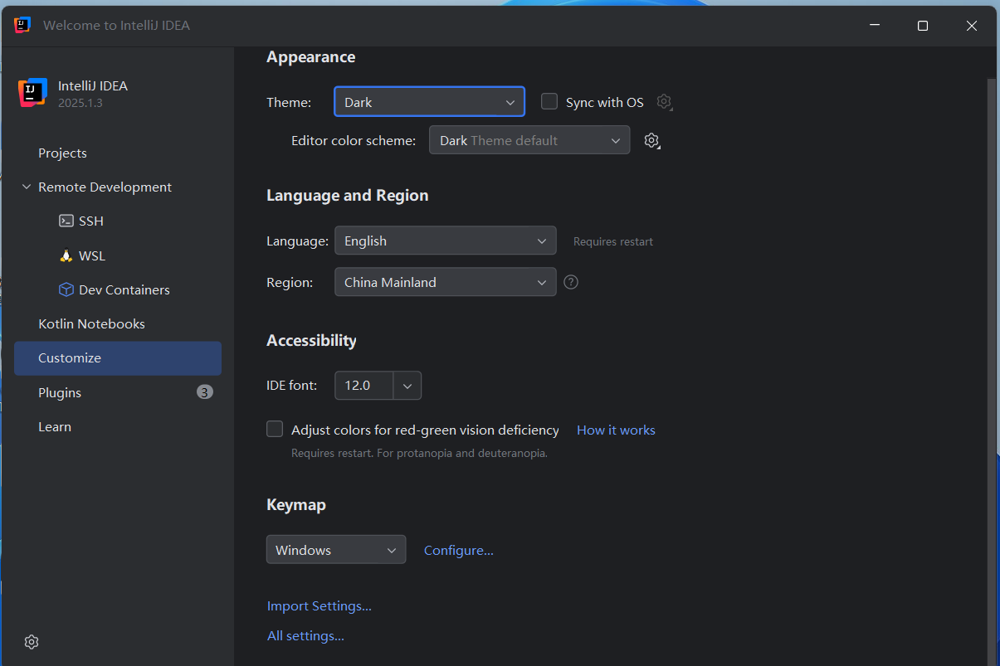 Welcome to IntelliJ IDEA
IntelliJ IDEA
2025.1.3
Projects
Remote Development
SSH
WSL
Dev Containers
Kotlin Notebooks
Customize
Plugins 3
Learn
Appearance
Theme: Dark Sync with OS
Editor color scheme: Dark Theme default
Language and Region
Language: English Requires restart
Region: China Mainland ?
Accessibility
IDE font: 12.0
Adjust colors for red-green vision deficiency How it works
Requires restart. For protanopia and deuteranopia.
Keymap
Windows Configure...
Import Settings...
All settings...